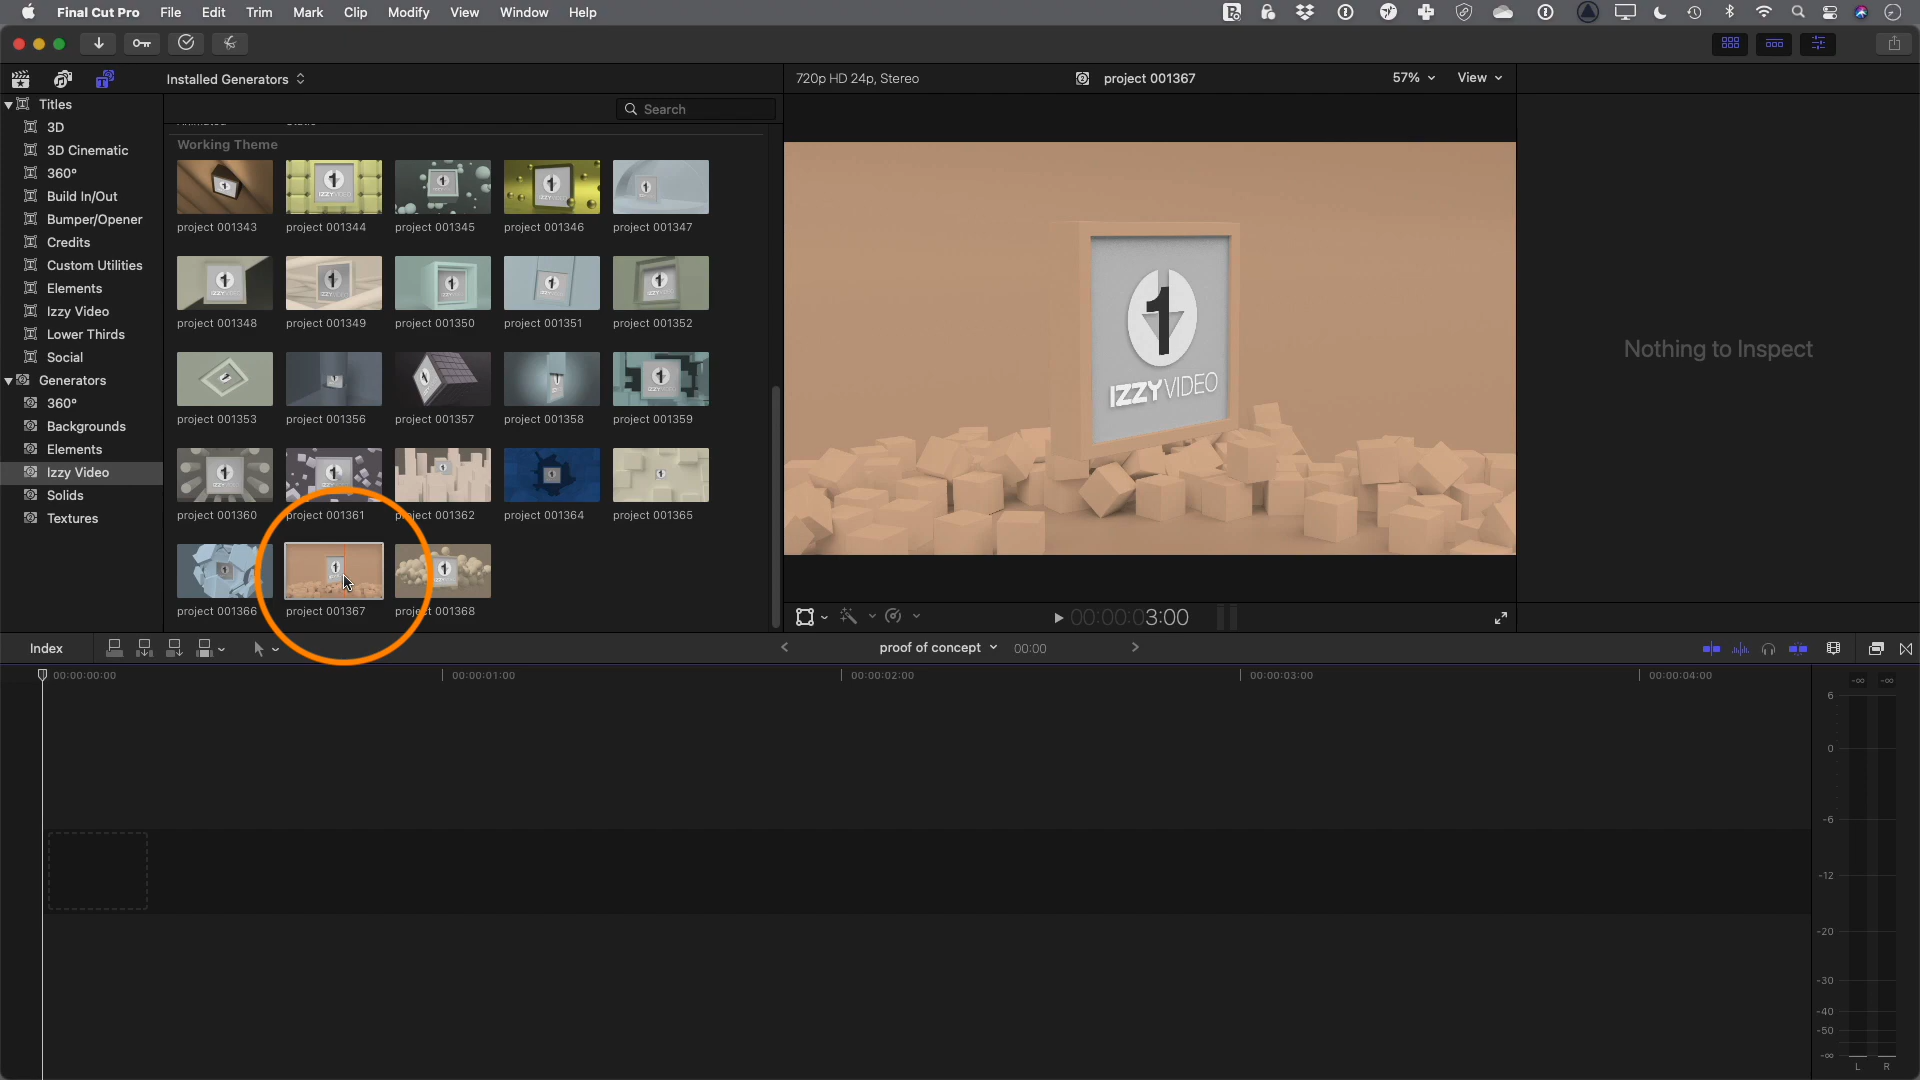 Final Cut Pro File Edit Trim Mark Clip Modify View Window Help
Installed Generators
720p HD 24p, Stereo
project 001367
57% View
Search
Titles
3D
3D Cinematic
360°
Build In/Out
Bumper/Opener
Credits
Custom Utilities
Elements
Izzy Video
Lower Thirds
Social
Generators
360°
Backgrounds
Elements
Izzy Video
Solids
Textures
Working Theme
project 001343 project 001344 project 001345 project 001346 project 001347
project 001348 project 001349 project 001350 project 001351 project 001352
project 001353 project 001356 project 001357 project 001358 project 001359
project 001360 project 001361 project 001362 project 001364 project 001365
project 001366 project 001367 project 001368
1
IZZY VIDEO
Nothing to Inspect
00:00:03:00
Index
proof of concept 00:00
00:00:00:00 00:00:01:00 00:00:02:00 00:00:03:00 00:00:04:00
-∞ -∞
6
0
-6
-12
-20
-30
-40
-50
-∞
L R